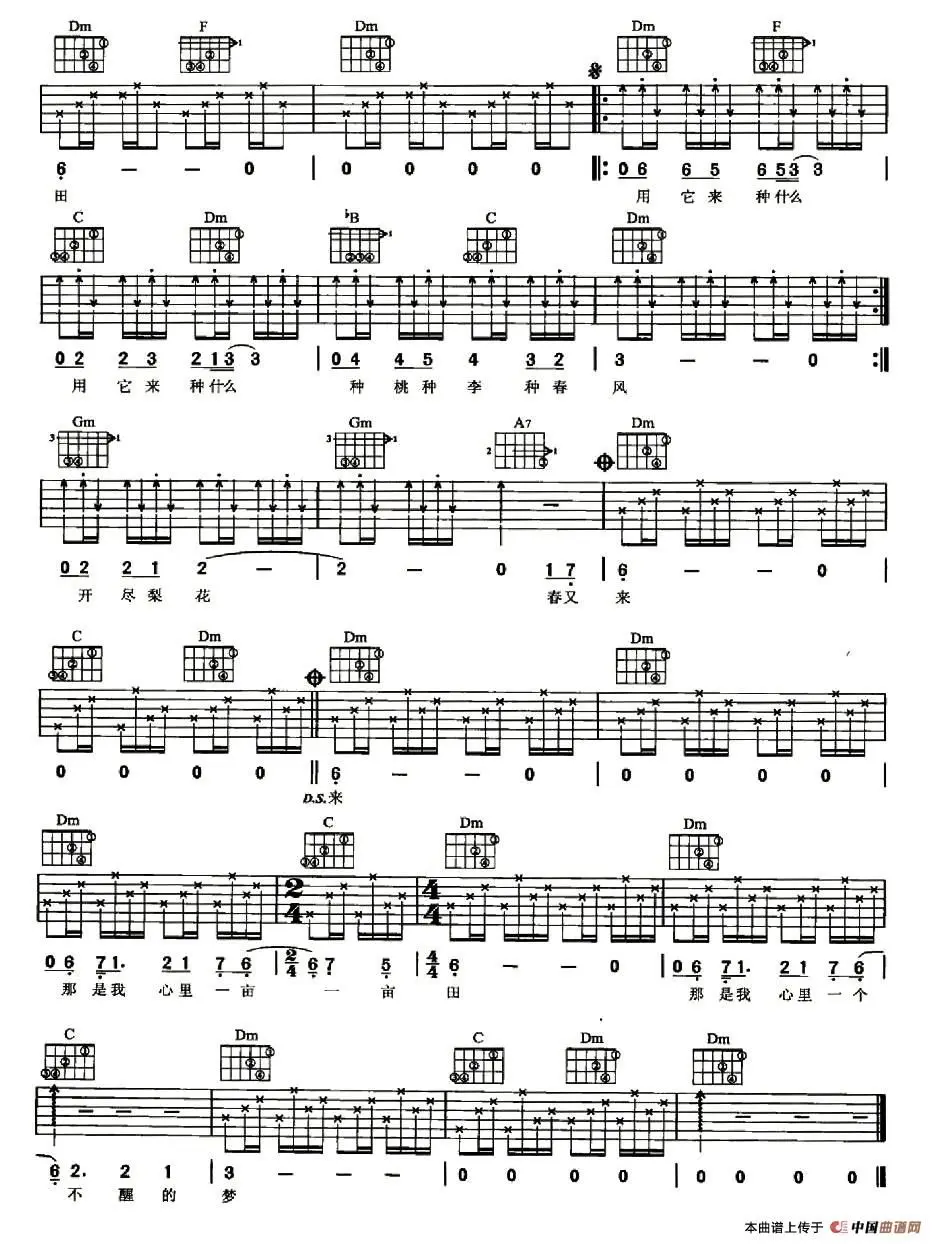 Dm F Dm Dm F
6 — — 0 0 0 0 0 0 6 6 5 6 5 3 3
田 用 它 来 种 什么
C Dm ♭B C Dm
0 2 2 3 2 1 3 3 0 4 4 5 4 3 2 3 — — 0
用 它 来 种 什么 种 桃 种 李 种 春 风
Gm Gm A7 Dm
0 2 2 1 2 — 2 — 0 1 7 6 — — 0
开 尽 梨 花 春 又 来
C Dm Dm Dm
0 0 0 0 6 — — 0 0 0 0 0
D.S. 来
Dm C Dm Dm
2/4 4/4
0 6 7 1· 2 1 7 6 2/4 6 7 5 4/4 6 — — 0 0 6 7 1· 2 1 7 6
那 是 我 心 里 一 亩 一 亩 田 那 是 我 心 里 一 个
C Dm C Dm Dm
6 2· 2 1 3 — — — 0 0 0 0 0 0 0 0
不 醒 的 梦
本曲谱上传于 中国曲谱网